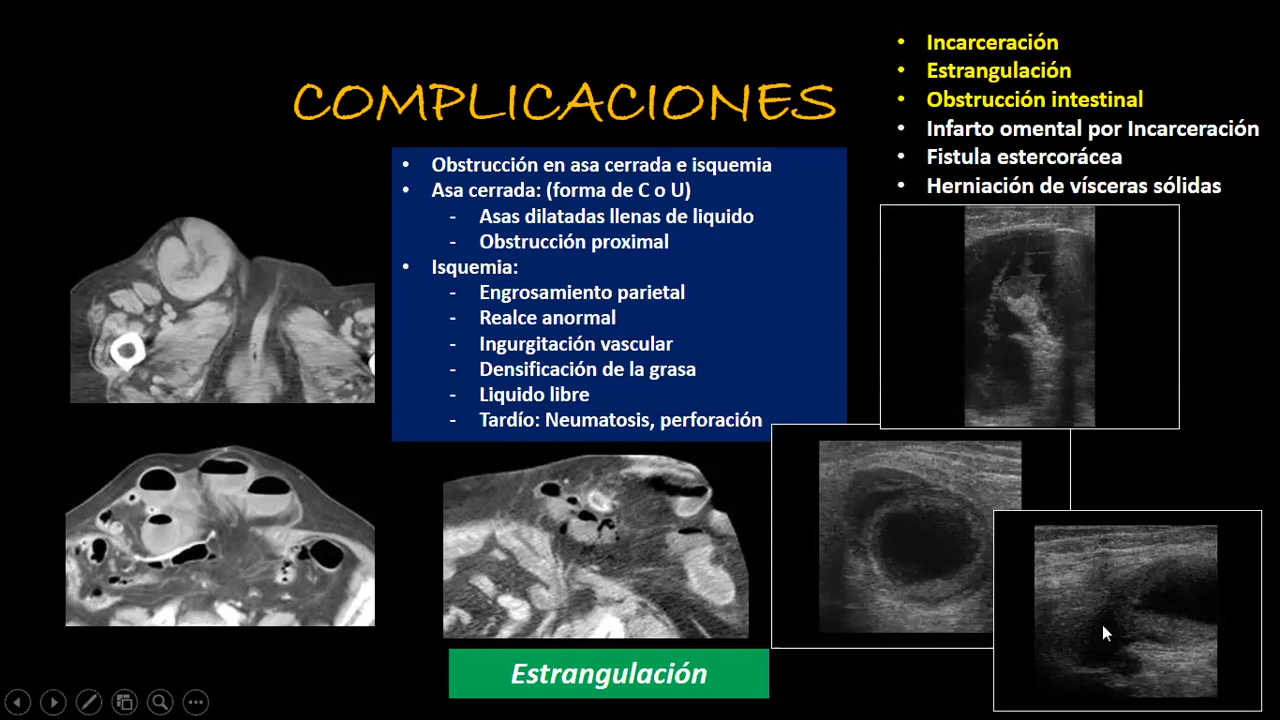 COMPLICACIONES
Incarceración
Estrangulación
Obstrucción intestinal
Infarto omental por Incarceración
Fistula estercorácea
Herniación de vísceras sólidas
Obstrucción en asa cerrada e isquemia
Asa cerrada: (forma de C o U)
- Asas dilatadas llenas de liquido
- Obstrucción proximal
Isquemia:
- Engrosamiento parietal
- Realce anormal
- Ingurgitación vascular
- Densificación de la grasa
- Liquido libre
- Tardío: Neumatosis, perforación
Estrangulación